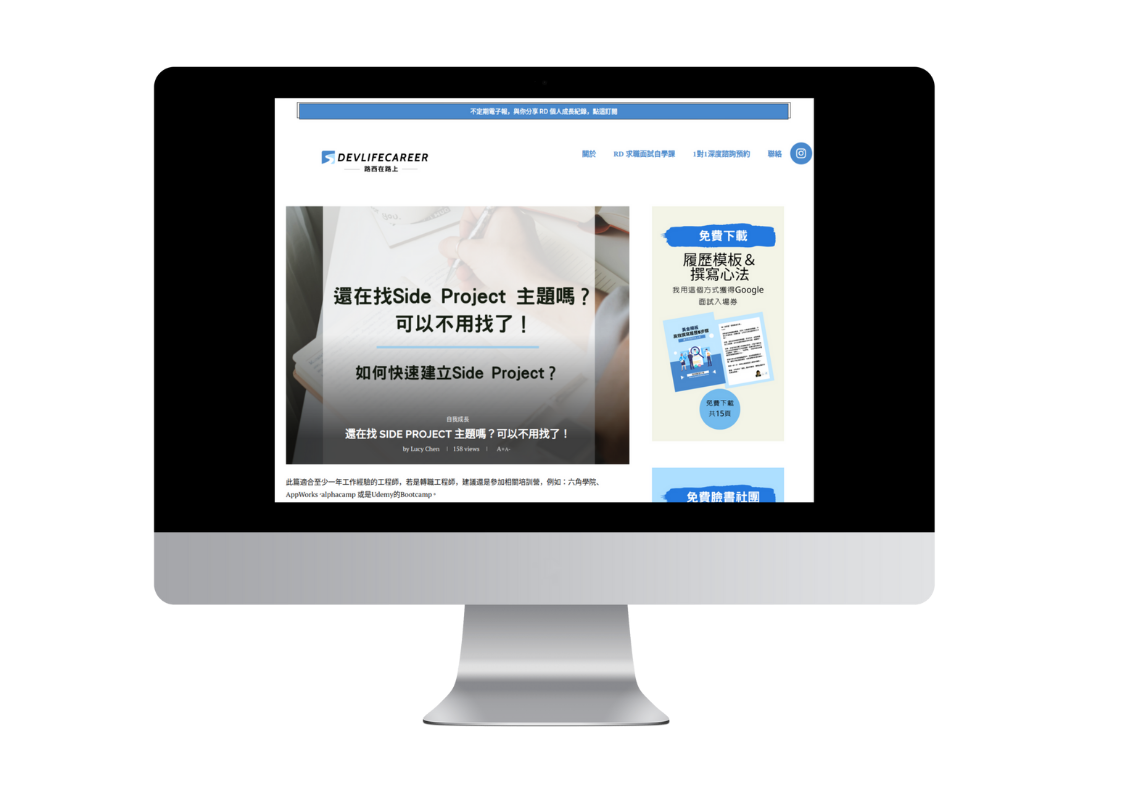 不定期電子報，與你分享 RD 個人成長紀錄，點這訂閱
DEVLIFECAREER
路西在路上
關於
RD 求職面試自學課
1對1深度諮詢預約
聯絡
還在找Side Project 主題嗎？
可以不用找了！
如何快速建立Side Project？
自我成長
還在找 SIDE PROJECT 主題嗎？可以不用找了！
by Lucy Chen | 158 views | A+A-
此篇適合至少一年工作經驗的工程師，若是轉職工程師，建議還是參加相關培訓營，例如：六角學院、
AppWorks ·alphacamp 或是Udemy的Bootcamp。
免費下載
履歷模板＆
撰寫心法
我用這個方式獲得Google
面試入場券
免費下載
共15頁
免費臉書社團